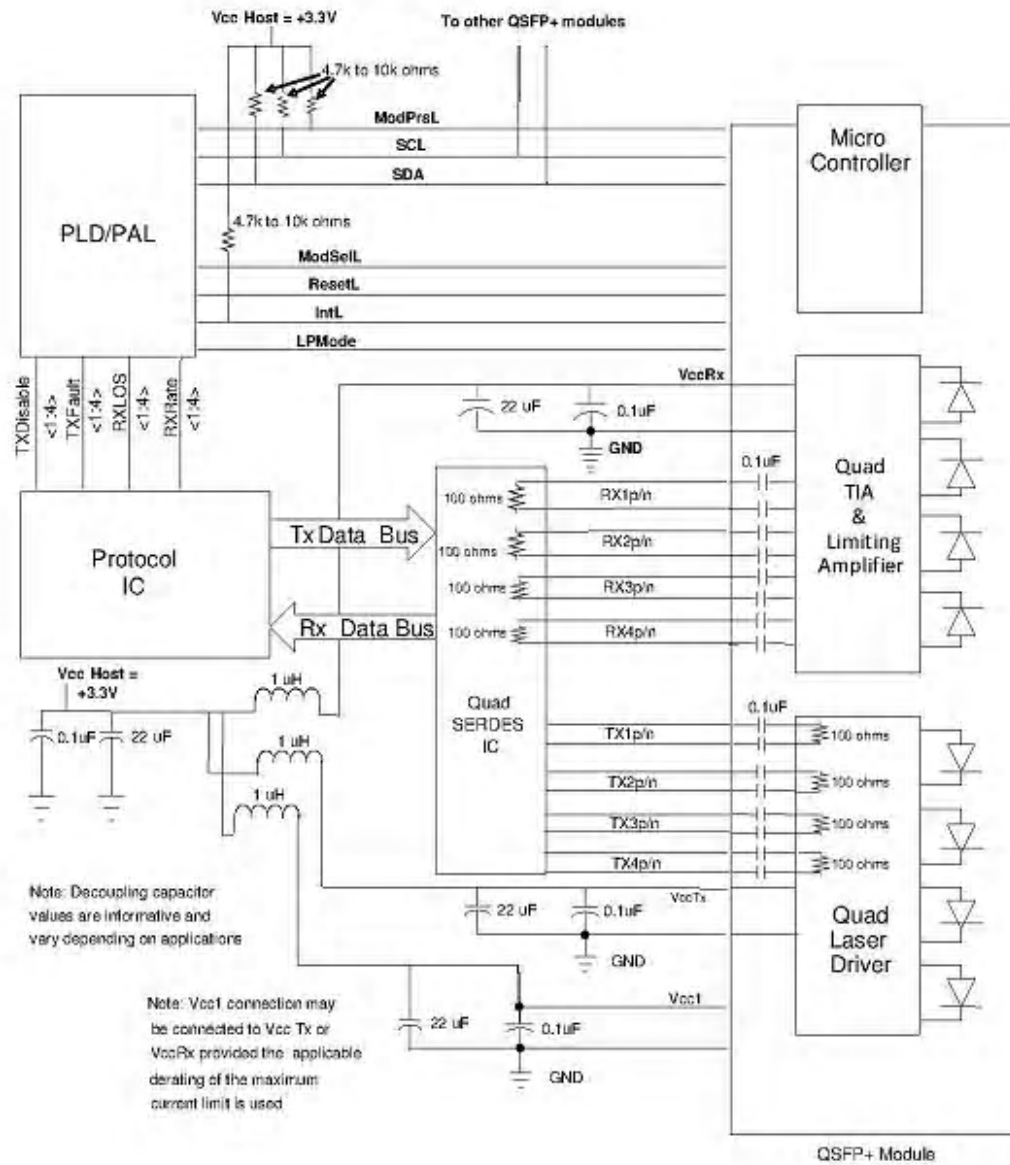 Vcc Host = +3.3V
To other QSFP+ modules
4.7k to 10k ohms
ModPrsL
SCL
SDA
Micro
Controller
PLD/PAL
4.7k to 10k ohms
ModSelL
ResetL
IntL
LPMode
TXDisable
<1:4>
TXFault
<1:4>
RXLOS
<1:4>
RXRate
<1:4>
VccRx
22 uF
0.1uF
GND
0.1uF
100 ohms
RX1p/n
Quad
TIA
&
Limiting
Amplifier
Tx Data Bus
100 ohms
RX2p/n
Protocol
IC
100 ohms
RX3p/n
Rx Data Bus
100 ohms
RX4p/n
Vcc Host =
+3.3V
1 uH
0.1uF
22 uF
Quad
SERDES
IC
0.1uF
TX1p/n
100 ohms
1 uH
TX2p/n
100 ohms
1 uH
TX3p/n
100 ohms
TX4p/n
100 ohms
Note: Decoupling capacitor
values are informative and
vary depending on applications
VccTx
22 uF
0.1uF
GND
Quad
Laser
Driver
Vcc1
Note: Vcc1 connection may
be connected to Vcc Tx or
VccRx provided the applicable
derating of the maximum
current limit is used
22 uF
0.1uF
GND
QSFP+ Module